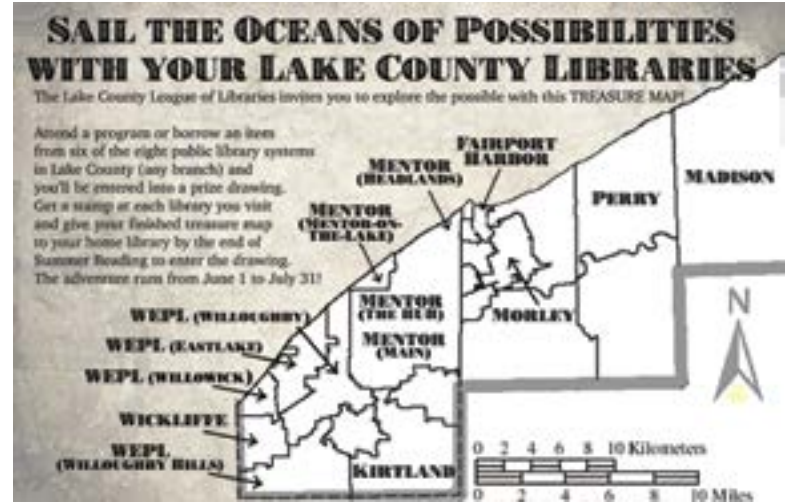 SAIL THE OCEANS OF POSSIBILITIES
WITH YOUR LAKE COUNTY LIBRARIES
The Lake County League of Libraries invites you to explore the possible with this TREASURE MAP!
Attend a program or borrow an item
from six of the eight public library systems
in Lake County (any branch) and
you'll be entered into a prize drawing.
Get a stamp at each library you visit
and give your finished treasure map
to your home library by the end of
Summer Reading to enter the drawing.
The adventure runs from June 1 to July 31!
FAIRPORT
HARBOR
MENTOR
(HEADLANDS)
MADISON
PERRY
MENTOR
(MENTOR-ON-
THE-LAKE)
MENTOR
(THE HUB)
MORLEY
MENTOR
(MAIN)
WEPL (WILLOUGHBY)
WEPL (EASTLAKE)
WEPL (WILLOWICK)
WICKLIFFE
WEPL
(WILLOUGHBY HILLS)
KIRTLAND
N
0 2 4 6 8 10 Kilometers
0 2 4 6 8 10 Miles